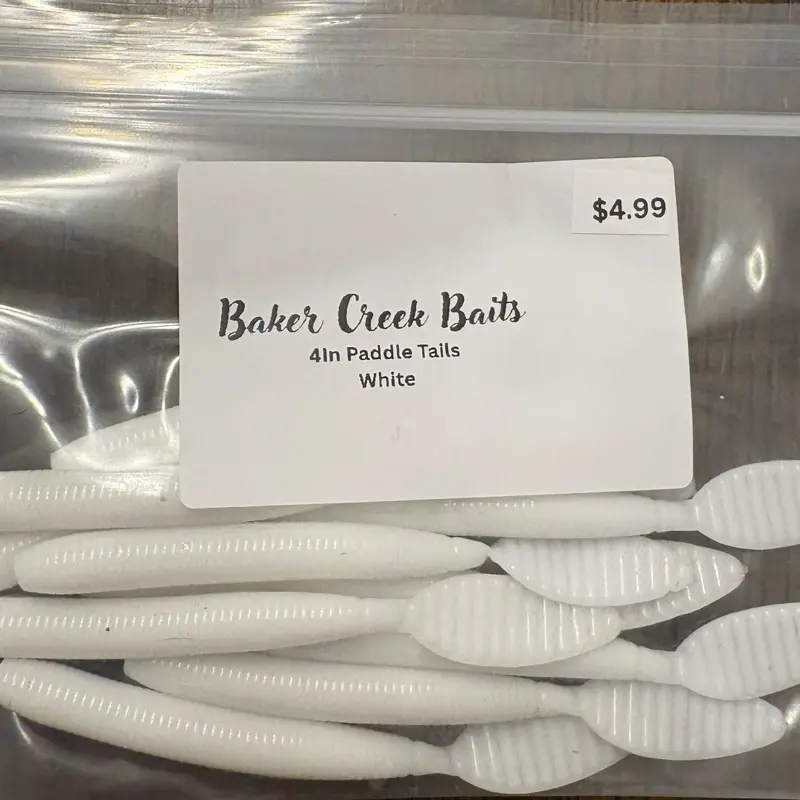 $4.99
Baker Creek Baits
4In Paddle Tails
White